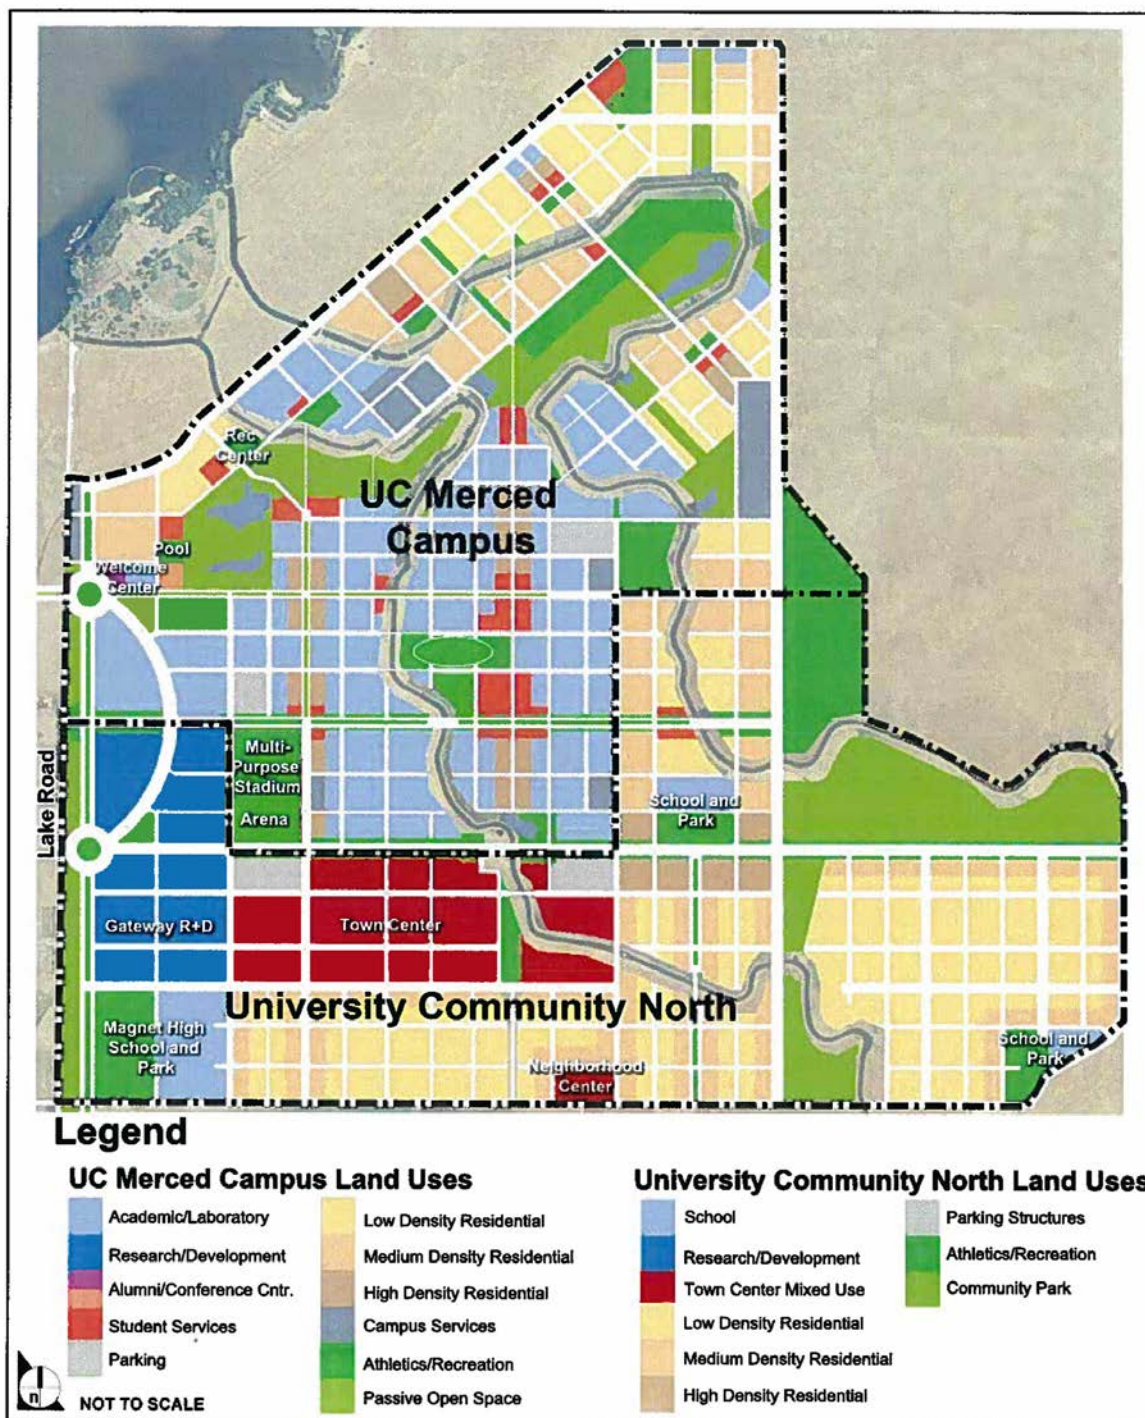 Rec
Center
UC Merced
Campus
Pool
Welcome
Center
Multi-
Purpose
Stadium
Arena
Lake Road
School and
Park
Gateway R+D
Town Center
University Community North
Magnet High
School and
Park
Neighborhood
Center
School and
Park
Legend
UC Merced Campus Land Uses
Academic/Laboratory
Research/Development
Alumni/Conference Cntr.
Student Services
Parking
Low Density Residential
Medium Density Residential
High Density Residential
Campus Services
Athletics/Recreation
Passive Open Space
University Community North Land Uses
School
Research/Development
Town Center Mixed Use
Low Density Residential
Medium Density Residential
High Density Residential
Parking Structures
Athletics/Recreation
Community Park
n
NOT TO SCALE